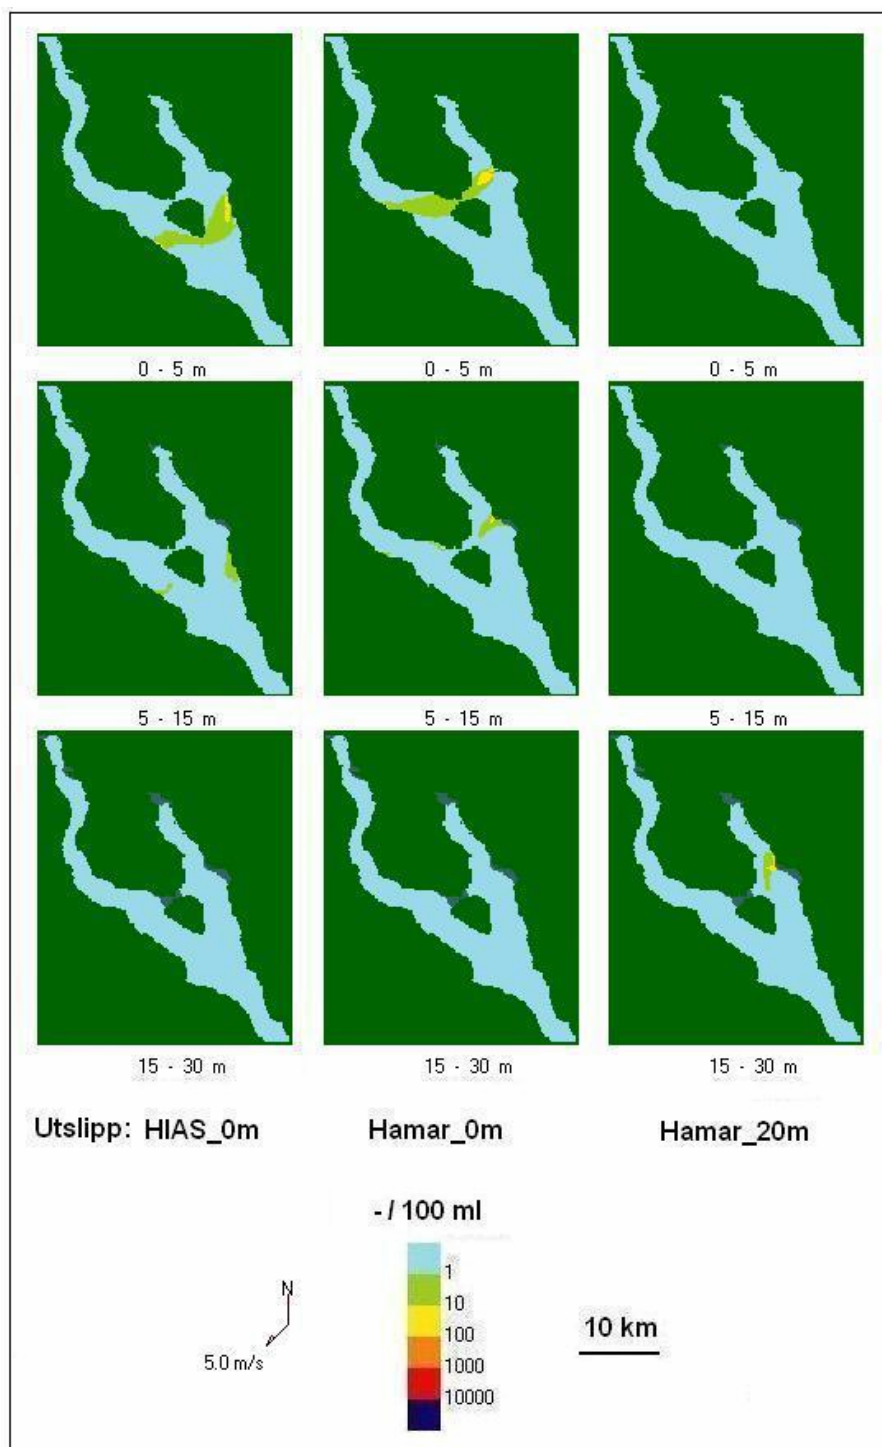 0 - 5 m
0 - 5 m
0 - 5 m
5 - 15 m
5 - 15 m
5 - 15 m
15 - 30 m
15 - 30 m
15 - 30 m
Utslipp: HIAS_0m
Hamar_0m
Hamar_20m
- / 100 ml
1
10
100
1000
10000
N
5.0 m/s
10 km